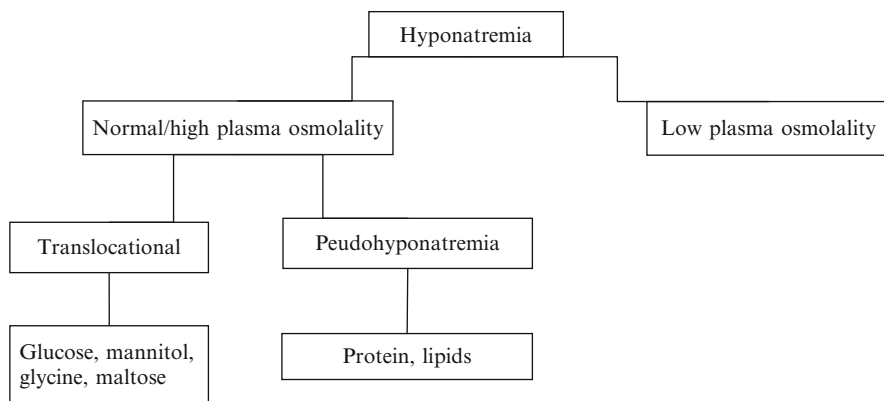 Hyponatremia
Normal/high plasma osmolality
Low plasma osmolality
Translocational
Peudohyponatremia
Glucose, mannitol,
glycine, maltose
Protein, lipids